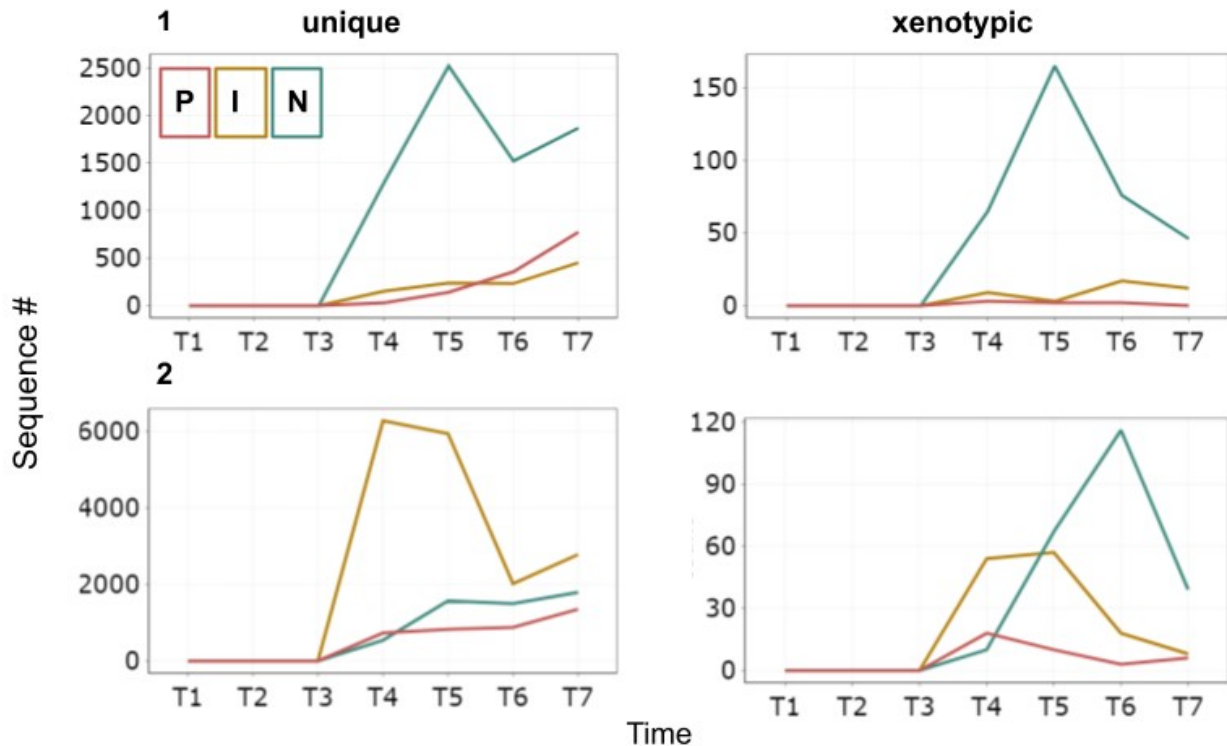 1 unique xenotypic
P I N
2500
2000
1500
1000
500
0
T1 T2 T3 T4 T5 T6 T7
150
100
50
0
T1 T2 T3 T4 T5 T6 T7
Sequence #
2
6000
4000
2000
0
T1 T2 T3 T4 T5 T6 T7
120
90
60
30
0
T1 T2 T3 T4 T5 T6 T7
Time